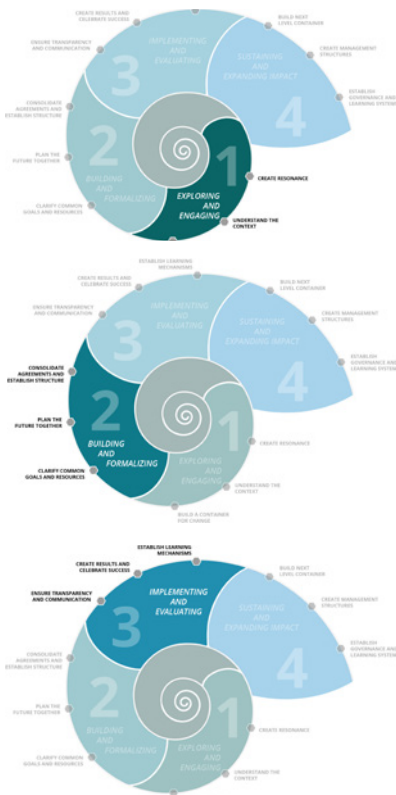 BUILD NEXT
LEVEL CONTAINER
CREATE RESULTS AND
CELEBRATE SUCCESS
ENSURE TRANSPARENCY
AND COMMUNICATION
IMPLEMENTING
AND
EVALUATING
3
CREATE MANAGEMENT
STRUCTURES
SUSTAINING
AND
EXPANDING IMPACT
4
ESTABLISH
GOVERNANCE AND
LEARNING SYSTEM
CONSOLIDATE
AGREEMENTS AND
ESTABLISH STRUCTURE
2
PLAN THE
FUTURE TOGETHER
BUILDING
AND
FORMALIZING
CLARIFY COMMON
GOALS AND RESOURCES
1
EXPLORING
AND
ENGAGING
CREATE RESONANCE
UNDERSTAND THE
CONTEXT
ESTABLISH LEARNING
MECHANISMS
CREATE RESULTS AND
CELEBRATE SUCCESS
ENSURE TRANSPARENCY
AND COMMUNICATION
IMPLEMENTING
AND
EVALUATING
3
BUILD NEXT
LEVEL CONTAINER
CREATE MANAGEMENT
STRUCTURES
SUSTAINING
AND
EXPANDING IMPACT
4
ESTABLISH
GOVERNANCE AND
LEARNING SYSTEM
CONSOLIDATE
AGREEMENTS AND
ESTABLISH STRUCTURE
2
PLAN THE
FUTURE TOGETHER
BUILDING
AND
FORMALIZING
CLARIFY COMMON
GOALS AND RESOURCES
1
EXPLORING
AND
ENGAGING
CREATE RESONANCE
UNDERSTAND THE
CONTEXT
BUILD A CONTAINER
FOR CHANGE
ESTABLISH LEARNING
MECHANISMS
CREATE RESULTS AND
CELEBRATE SUCCESS
ENSURE TRANSPARENCY
AND COMMUNICATION
IMPLEMENTING
AND
EVALUATING
3
BUILD NEXT
LEVEL CONTAINER
CREATE MANAGEMENT
STRUCTURES
SUSTAINING
AND
EXPANDING IMPACT
4
ESTABLISH
GOVERNANCE AND
LEARNING SYSTEM
CONSOLIDATE
AGREEMENTS AND
ESTABLISH STRUCTURE
2
PLAN THE
FUTURE TOGETHER
BUILDING
AND
FORMALIZING
CLARIFY COMMON
GOALS AND RESOURCES
1
EXPLORING
AND
ENGAGING
CREATE RESONANCE
UNDERSTAND THE
CONTEXT